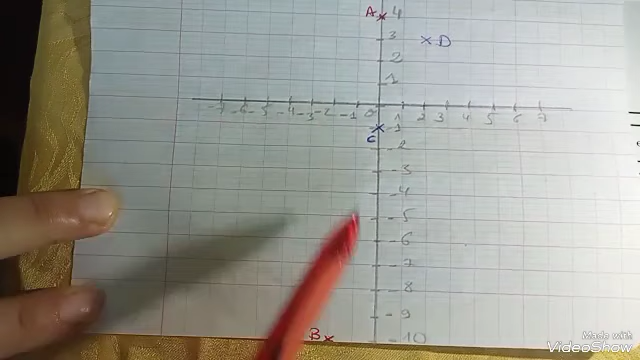 A × 4
3 × D
2
1
-7 -6 -5 -4 -3 -2 -1 0 1 2 3 4 5 6 7
× -1
C
-2
-3
-4
-5
-6
-7
-8
-9
B× -10
Made with
VideoShow